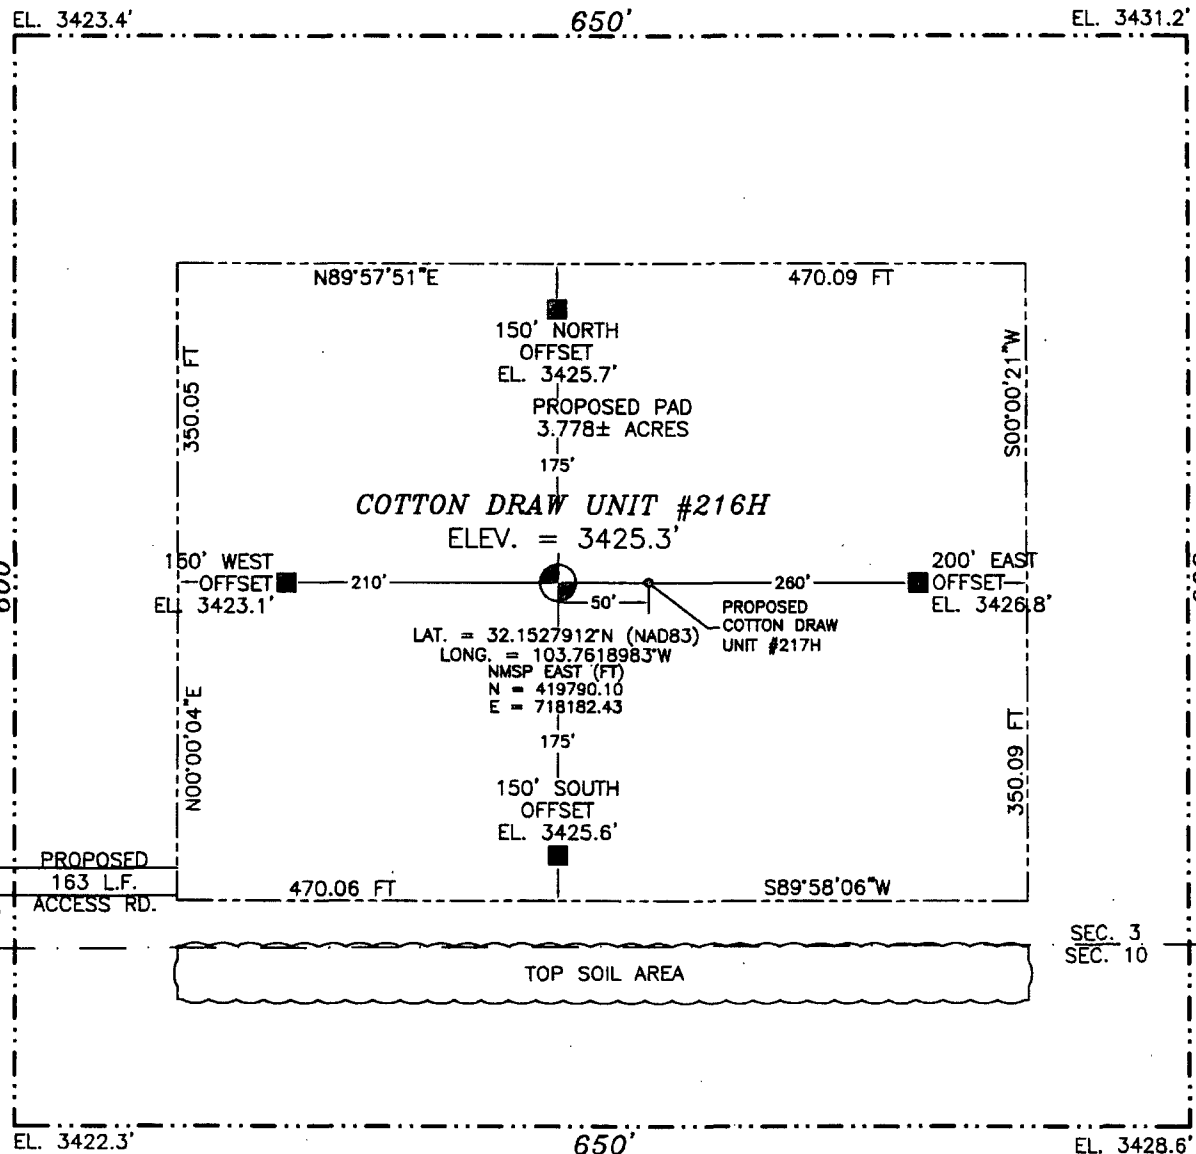 EL. 3423.4'
650'
EL. 3431.2'
N89°57'51"E
470.09 FT
150' NORTH
OFFSET
EL. 3425.7'
350.05 FT
S00°00'21"W
PROPOSED PAD
3.778± ACRES
175'
COTTON DRAW UNIT #216H
ELEV. = 3425.3'
150' WEST
OFFSET
EL. 3423.1'
210'
50'
260'
200' EAST
OFFSET
EL. 3426.8'
PROPOSED
COTTON DRAW
UNIT #217H
LAT. = 32.1527912°N (NAD83)
LONG. = 103.7618983°W
NMSP EAST (FT)
N = 419790.10
E = 718182.43
N00°00'04"E
175'
350.09 FT
150' SOUTH
OFFSET
EL. 3425.6'
PROPOSED
163 L.F.
ACCESS RD.
470.06 FT
S89°58'06"W
SEC. 3
SEC. 10
TOP SOIL AREA
EL. 3422.3'
650'
EL. 3428.6'